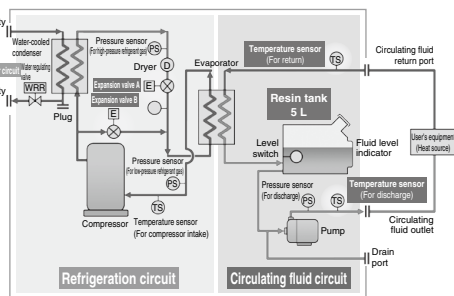 Water-cooled
condenser
Water regulating
valve
WRR
Plug
Pressure sensor
(For high-pressure refrigerant gas)
PS
Dryer
D
Expansion valve A
E
Expansion valve B
E
Evaporator
Pressure sensor
(For low-pressure refrigerant gas)
PS
TS
Temperature sensor
(For compressor intake)
Compressor
Refrigeration circuit
Temperature sensor
(For return)
TS
Circulating fluid
return port
Resin tank
5 L
Level
switch
Fluid level
indicator
User's equipment
(Heat source)
Pressure sensor
(For discharge)
PS
Temperature sensor
(For discharge)
TS
Pump
Circulating
fluid outlet
Drain
port
Circulating fluid circuit